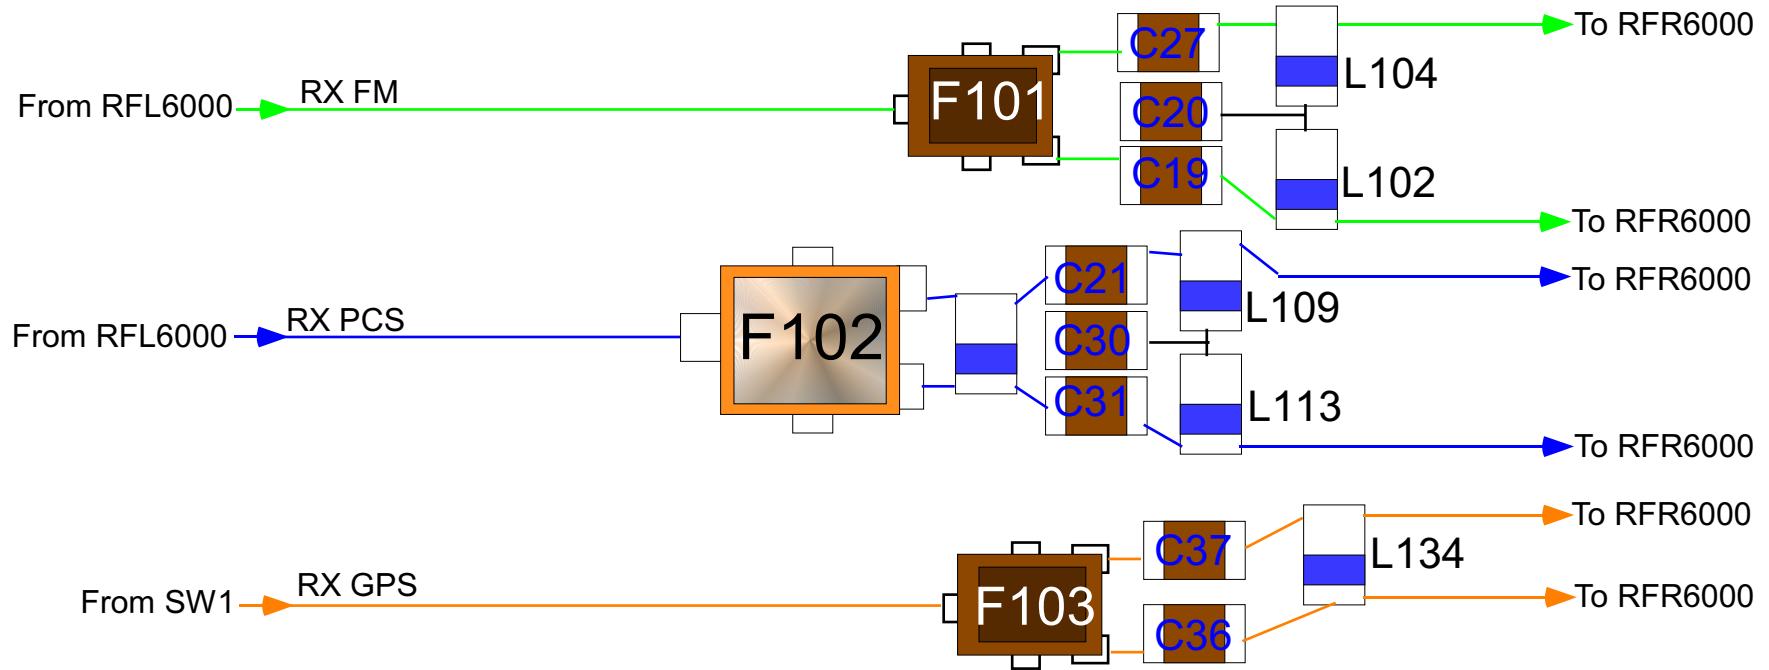 To RFR6000
C27
L104
RX FM
From RFL6000
F101
C20
C19
L102
To RFR6000
C21
To RFR6000
L109
RX PCS
From RFL6000
F102
C30
C31
L113
To RFR6000
To RFR6000
C37
L134
RX GPS
From SW1
F103
To RFR6000
C36